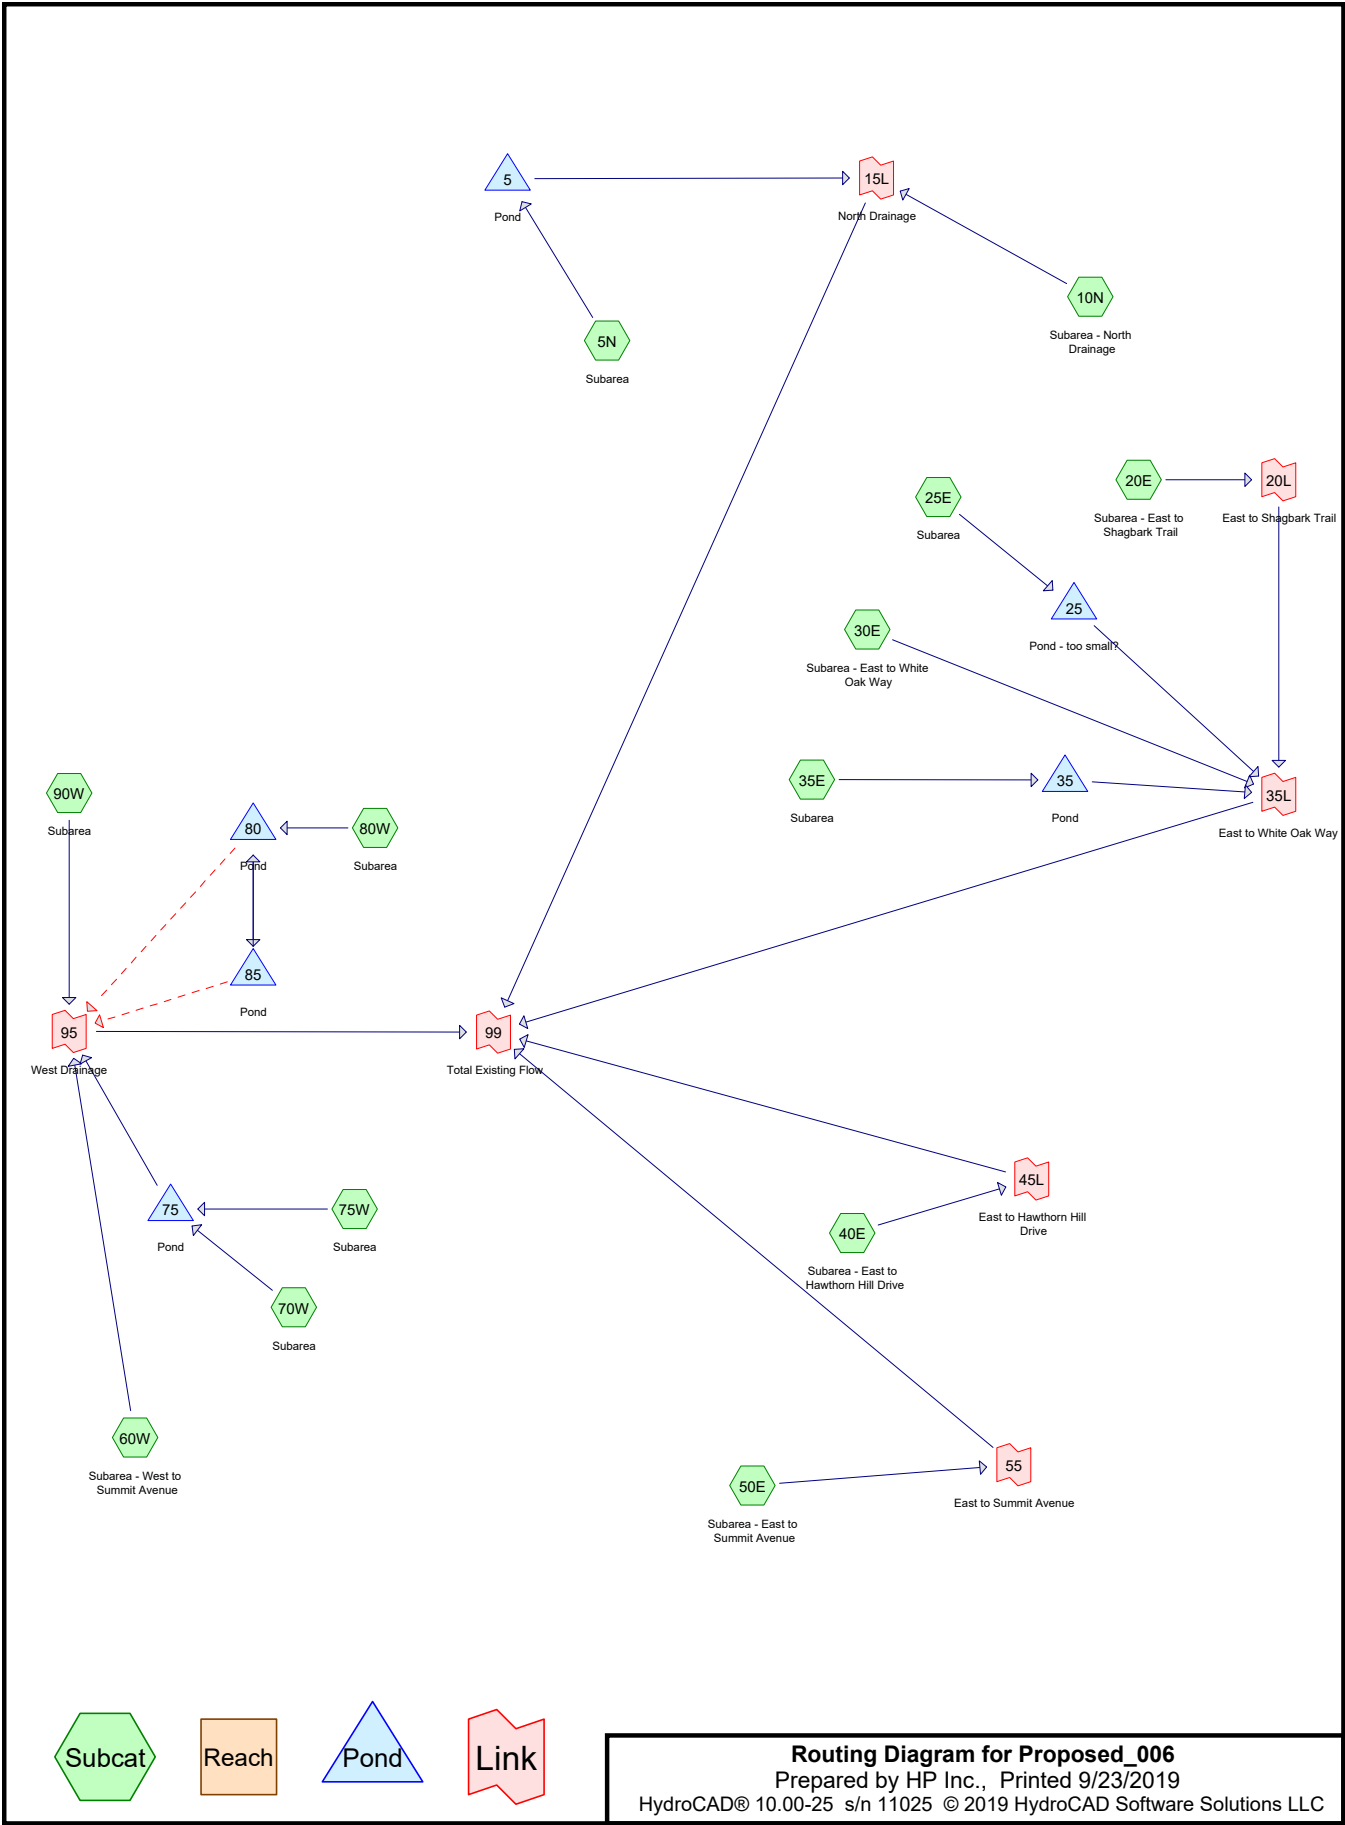 5
Pond
15L
North Drainage
10N
Subarea - North
Drainage
5N
Subarea
20E
Subarea - East to
Shagbark Trail
20L
East to Shagbark Trail
25E
Subarea
25
Pond - too small?
30E
Subarea - East to White
Oak Way
35E
Subarea
35
Pond
35L
East to White Oak Way
90W
Subarea
80
Pond
80W
Subarea
85
Pond
95
West Drainage
99
Total Existing Flow
75
Pond
75W
Subarea
70W
Subarea
45L
East to Hawthorn Hill
Drive
40E
Subarea - East to
Hawthorn Hill Drive
60W
Subarea - West to
Summit Avenue
55
East to Summit Avenue
50E
Subarea - East to
Summit Avenue
Subcat
Reach
Pond
Link
Routing Diagram for Proposed_006
Prepared by HP Inc., Printed 9/23/2019
HydroCAD® 10.00-25 s/n 11025 © 2019 HydroCAD Software Solutions LLC